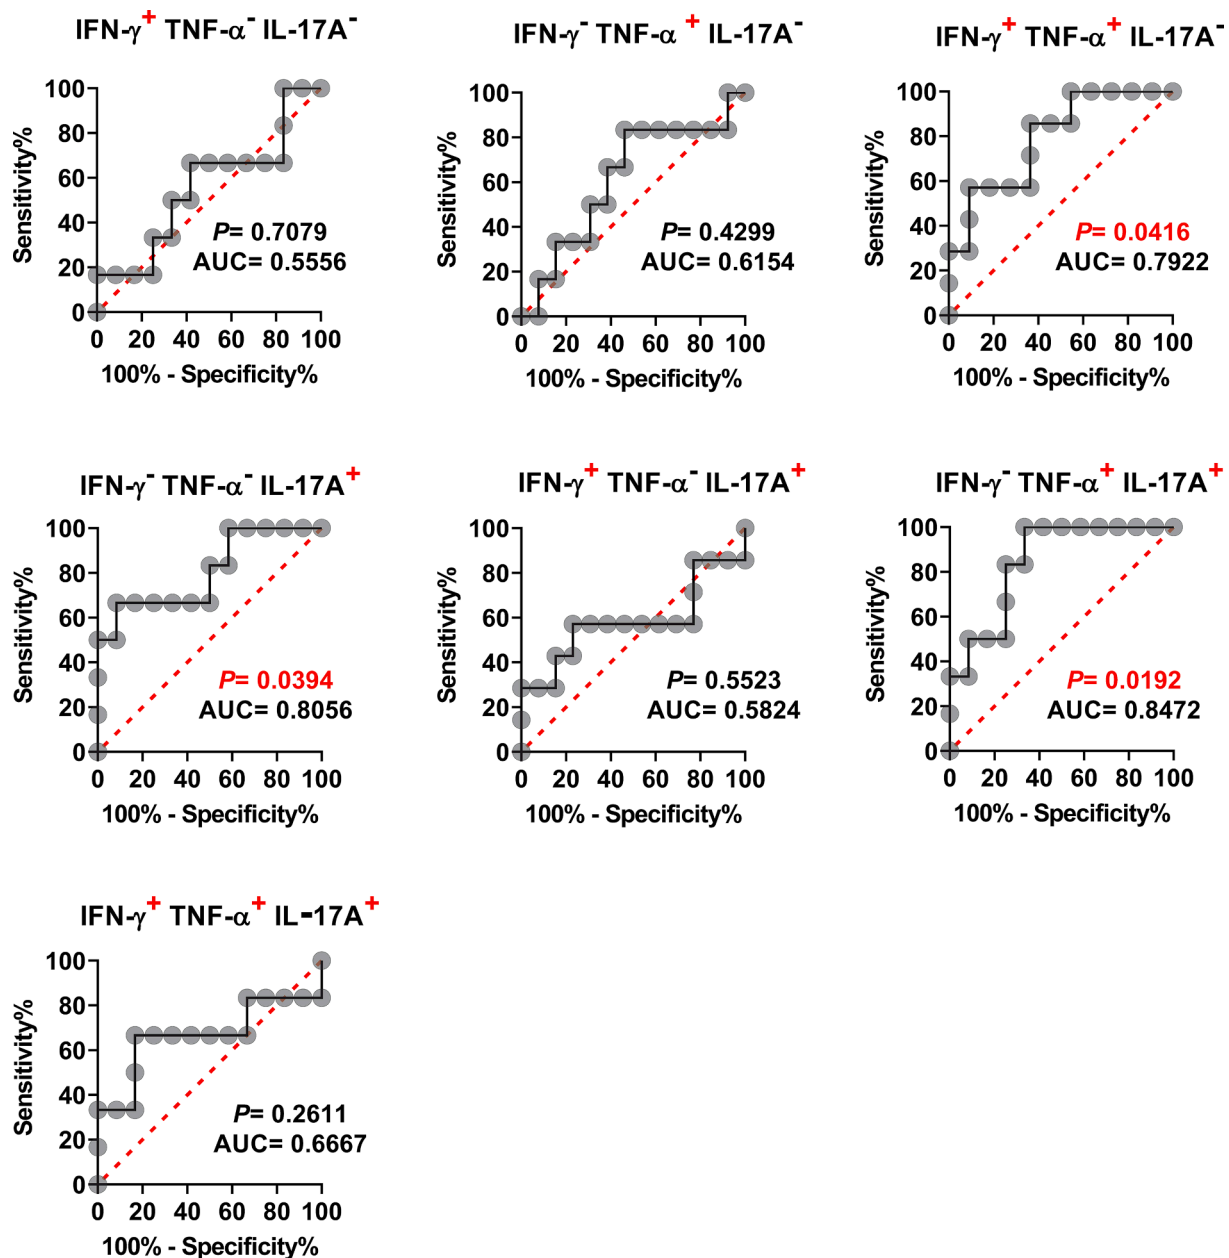 IFN-γ+ TNF-α- IL-17A-
100
80
60
40
20
0
Sensitivity%
P= 0.7079
AUC= 0.5556
0 20 40 60 80 100
100% - Specificity%
IFN-γ- TNF-α + IL-17A-
100
80
60
40
20
0
Sensitivity%
P= 0.4299
AUC= 0.6154
0 20 40 60 80 100
100% - Specificity%
IFN-γ+ TNF-α+ IL-17A-
100
80
60
40
20
0
Sensitivity%
P= 0.0416
AUC= 0.7922
0 20 40 60 80 100
100% - Specificity%
IFN-γ- TNF-α- IL-17A+
100
80
60
40
20
0
Sensitivity%
P= 0.0394
AUC= 0.8056
0 20 40 60 80 100
100% - Specificity%
IFN-γ+ TNF-α- IL-17A+
100
80
60
40
20
0
Sensitivity%
P= 0.5523
AUC= 0.5824
0 20 40 60 80 100
100% - Specificity%
IFN-γ- TNF-α+ IL-17A+
100
80
60
40
20
0
Sensitivity%
P= 0.0192
AUC= 0.8472
0 20 40 60 80 100
100% - Specificity%
IFN-γ+ TNF-α+ IL-17A+
100
80
60
40
20
0
Sensitivity%
P= 0.2611
AUC= 0.6667
0 20 40 60 80 100
100% - Specificity%